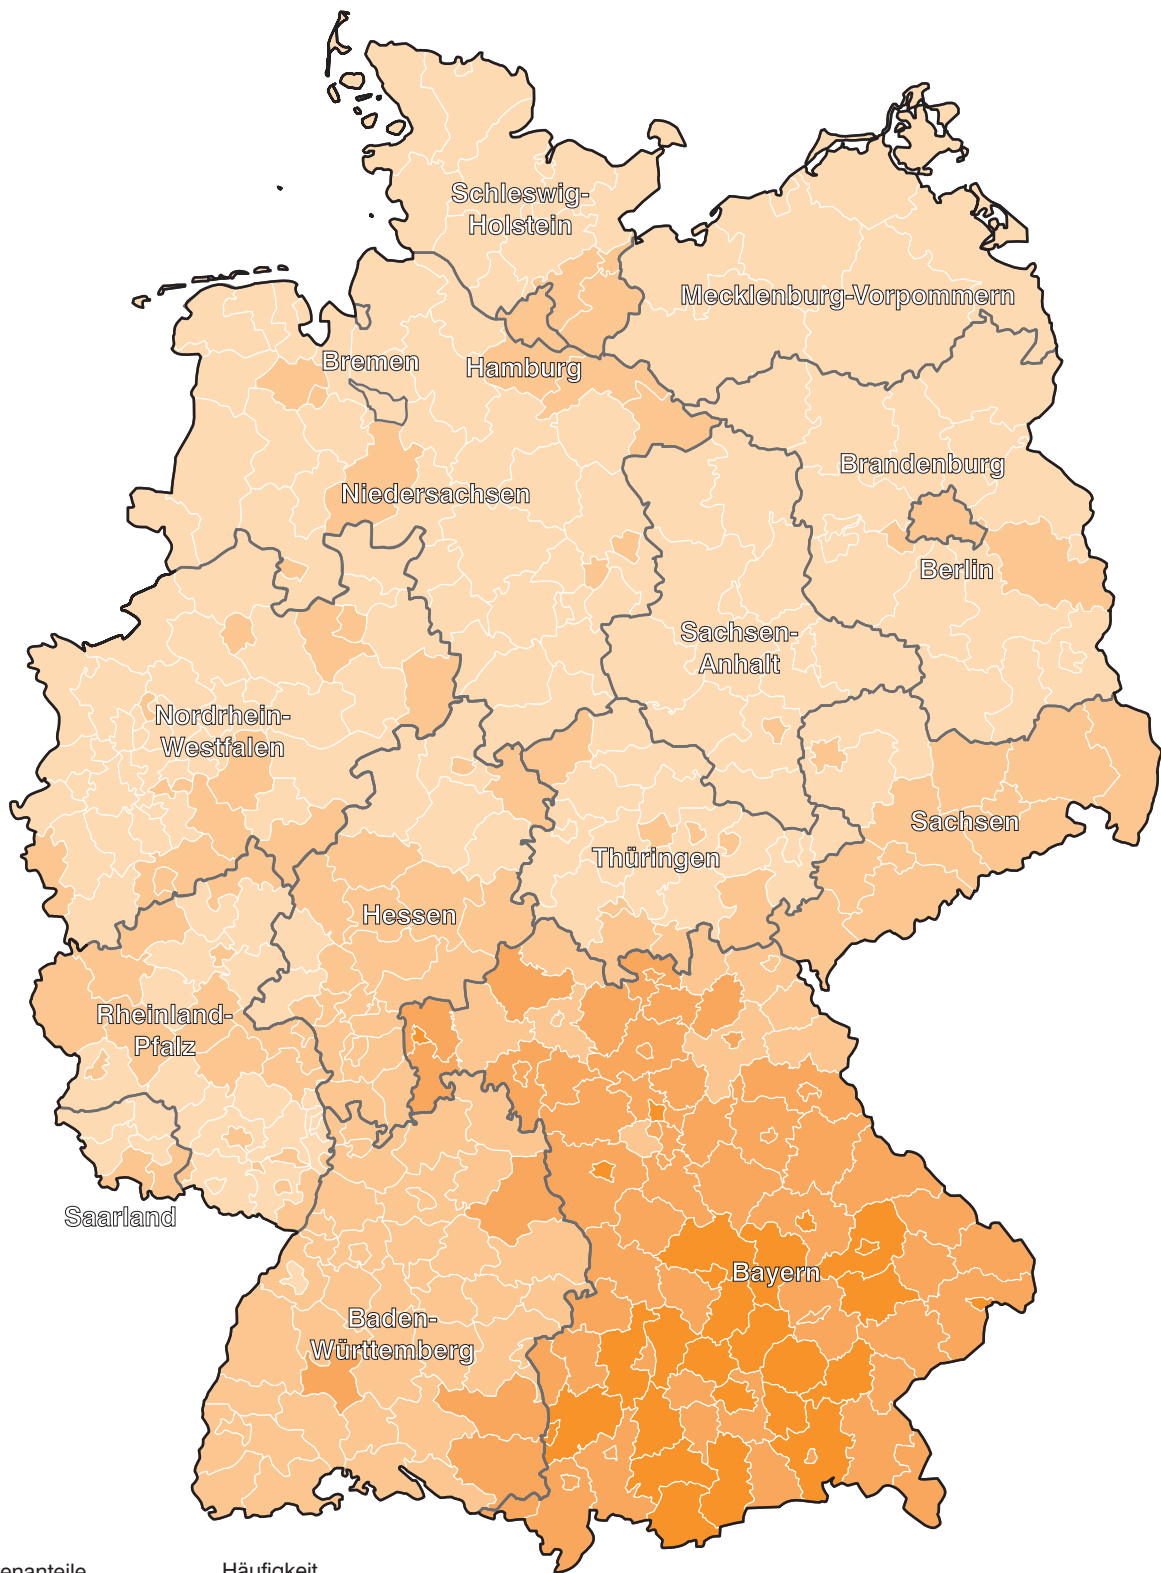 Schleswig-
Holstein
Mecklenburg-Vorpommern
Bremen
Hamburg
Brandenburg
Niedersachsen
Berlin
Sachsen-
Anhalt
Nordrhein-
Westfalen
Sachsen
Thüringen
Hessen
Rheinland-
Pfalz
Saarland
Bayern
Baden-
Württemberg
enanteile
Häufigkeit